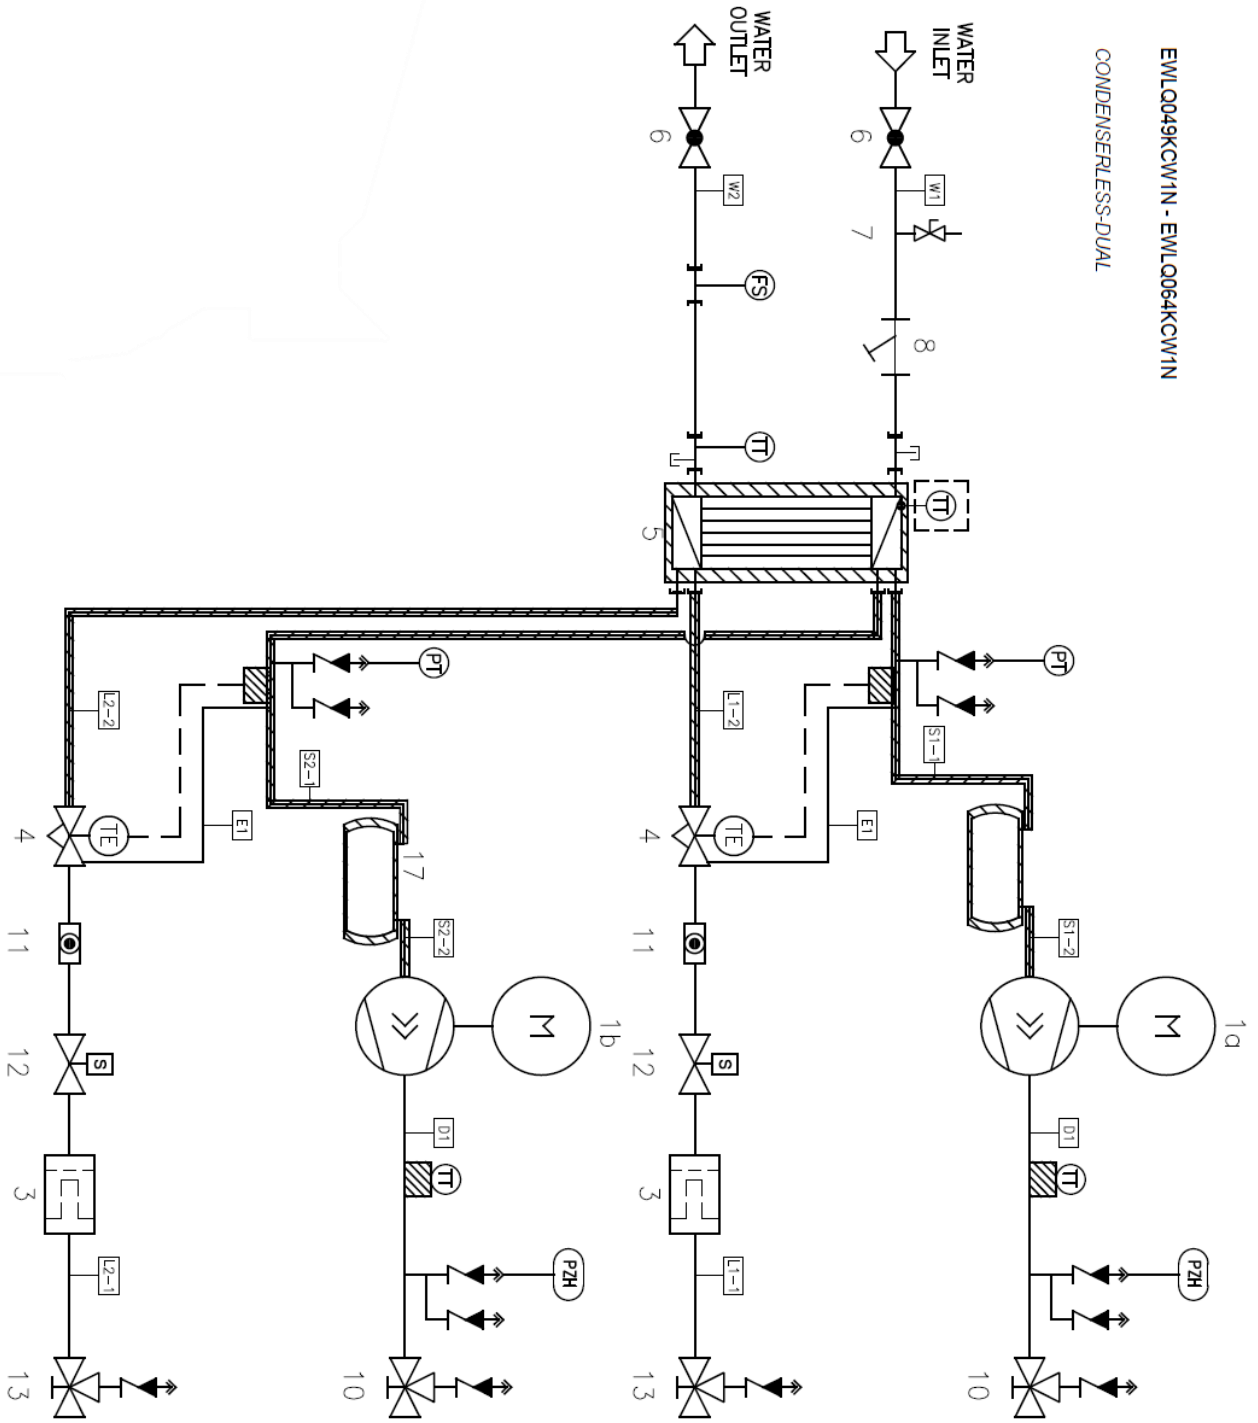 EWLQ049KCW1N - EWLQ064KCW1N
CONDENSERLESS-DUAL
WATER
INLET
WATER
OUTLET
6
6
W1
W2
7
FS
8
TT
TT
5
PT
PT
L2-2
L1-2
S1-1
S2-1
E1
E1
4
TE
4
TE
17
S2-2
S1-2
11
11
M
1b
M
1a
12
S
12
S
D1
D1
TT
TT
3
3
L2-1
L1-1
PZH
PZH
13
10
13
10